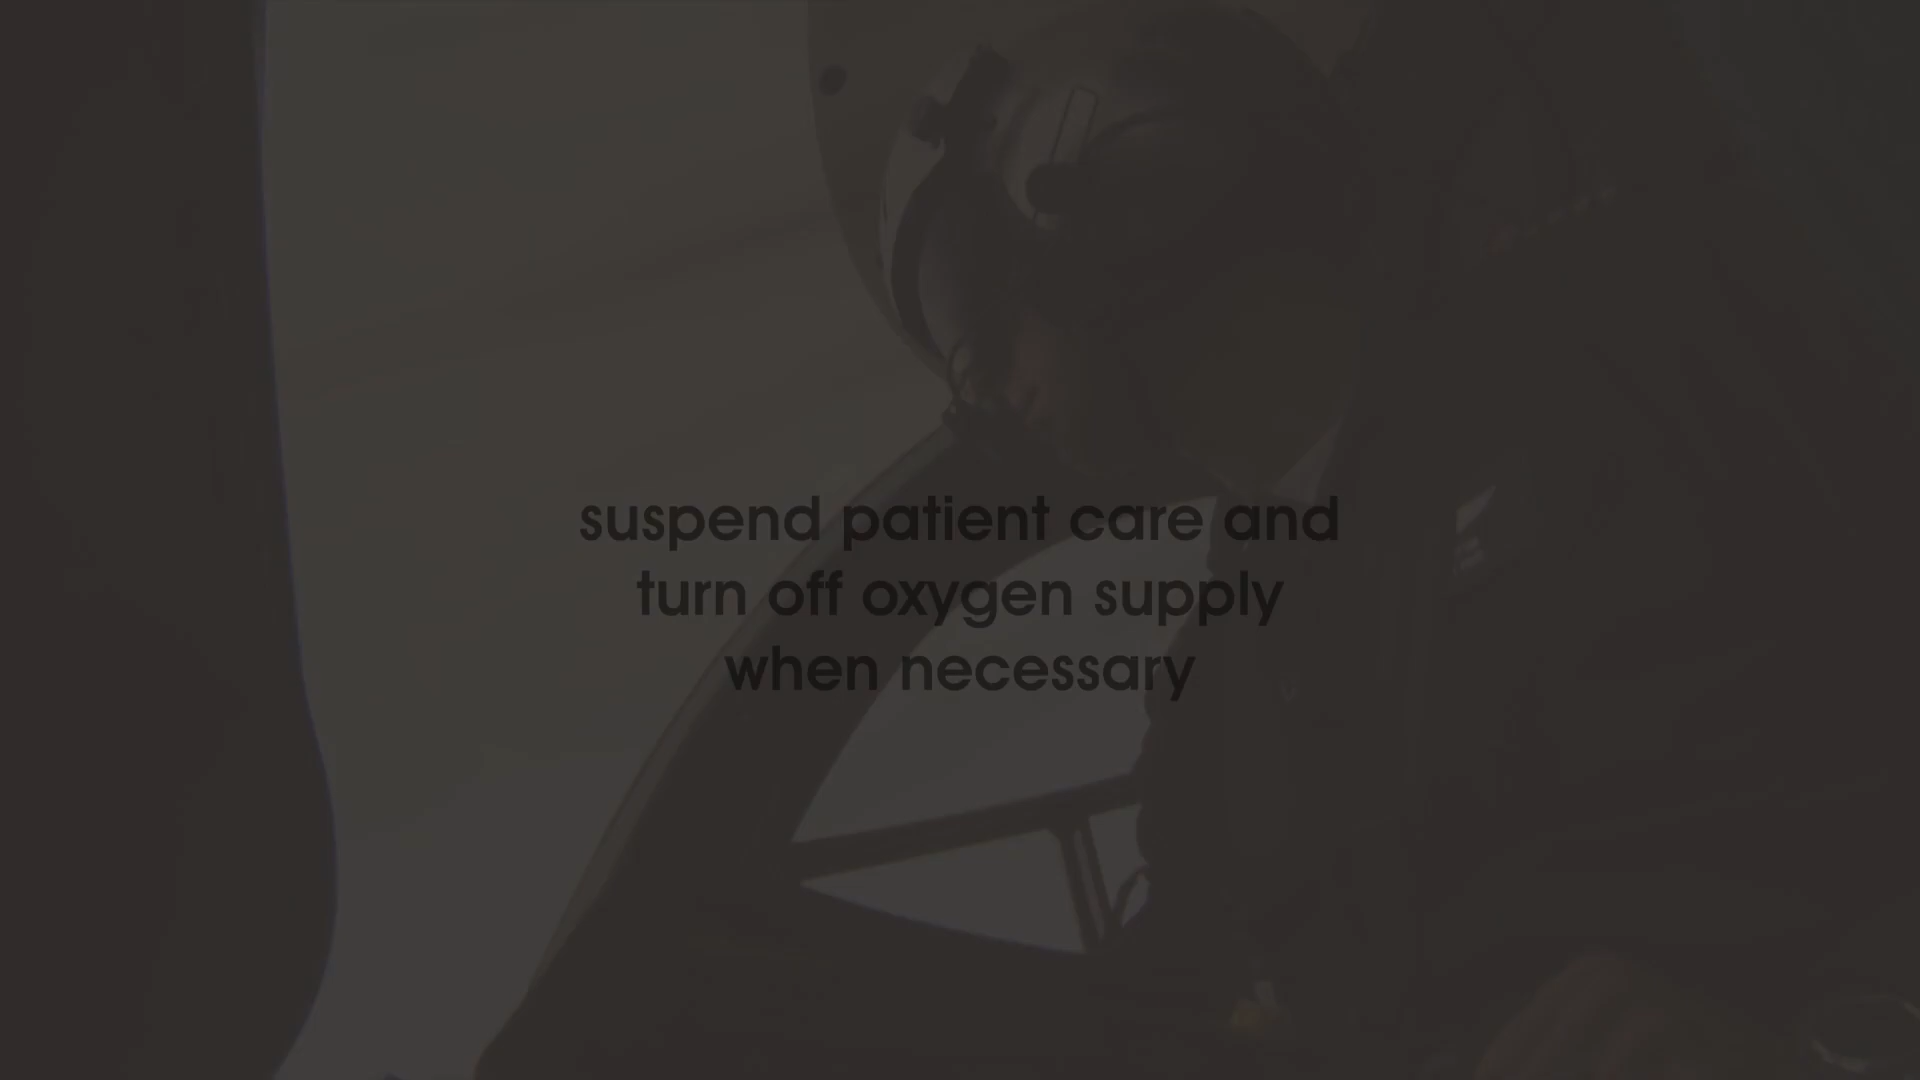 suspend patient care and
turn off oxygen supply
when necessary